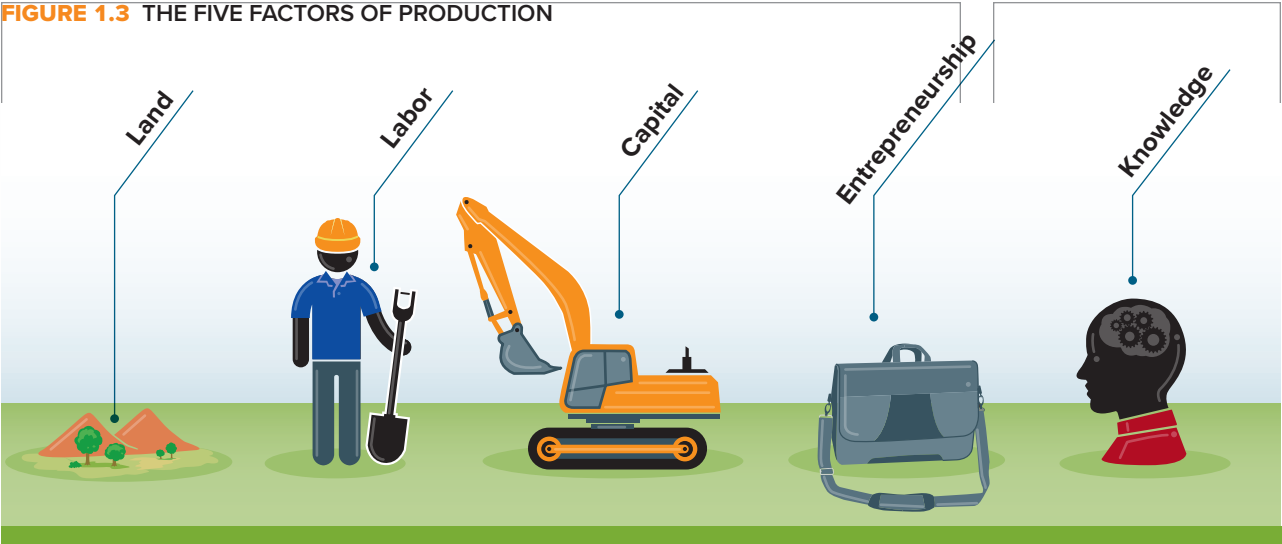 FIGURE 1.3 THE FIVE FACTORS OF PRODUCTION
Land
Labor
Capital
Entrepreneurship
Knowledge